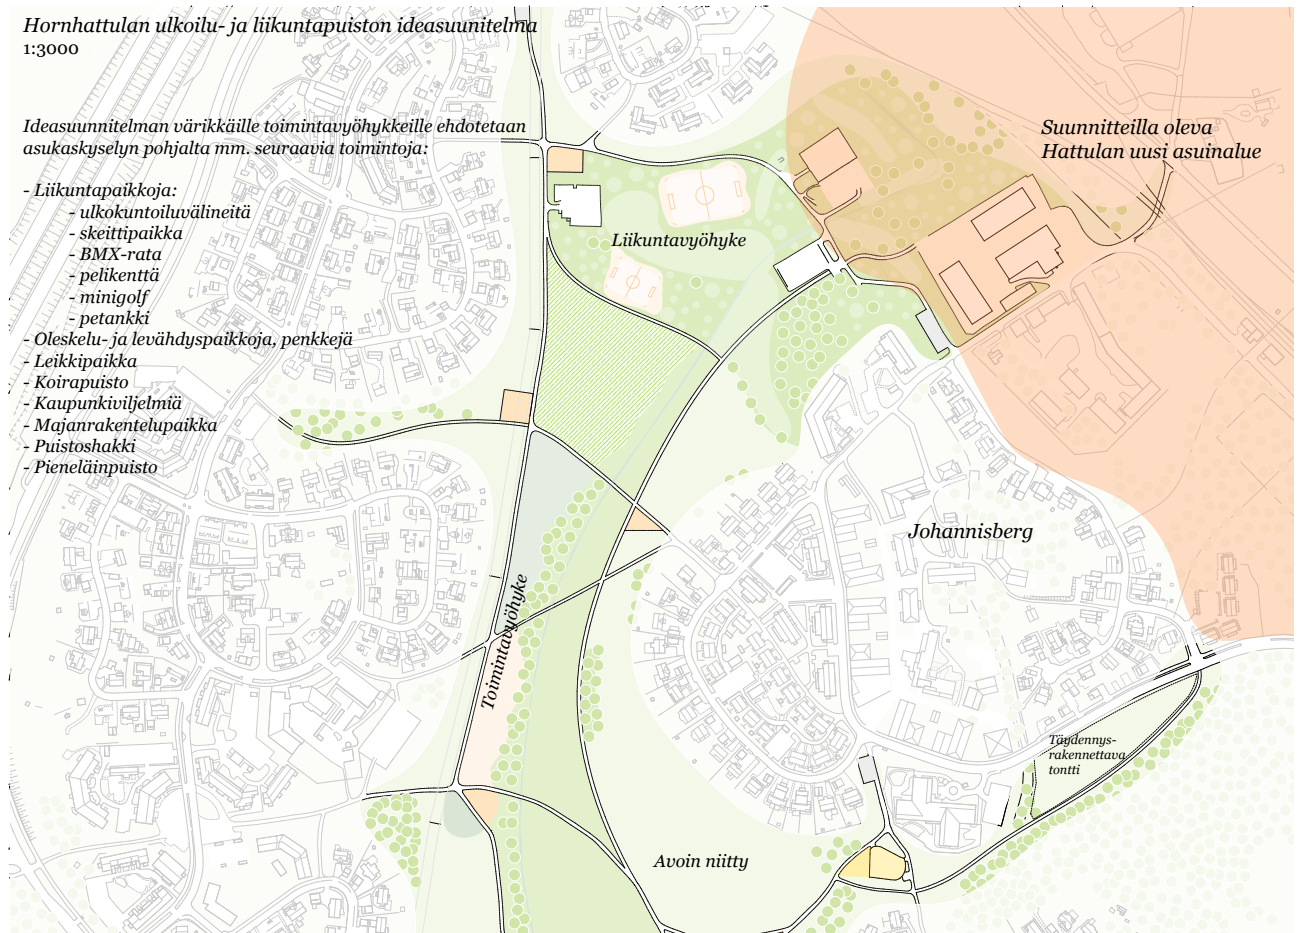 Hornhattulan ulkoilu- ja liikuntapuiston ideasuunitelma
1:3000
Ideasuunnitelman värikkäille toimintavyöhykkeille ehdotetaan
asukaskyselyn pohjalta mm. seuraavia toimintoja:
- Liikuntapaikkoja:
- ulkokuntoiluvälineitä
- skeittipaikka
- BMX-rata
- pelikenttä
- minigolf
- petankki
- Oleskelu- ja levähdyspaikkoja, penkkejä
- Leikkipaikka
- Koirapuisto
- Kaupunkiviljelmiä
- Majanrakentelupaikka
- Puistoshakki
- Pieneläinpuisto
Suunnitteilla oleva
Hattulan uusi asuinalue
Liikuntavyöhyke
Johannisberg
Toimintavyöhyke
Täydennys-
rakennettava
tontti
Avoin niitty